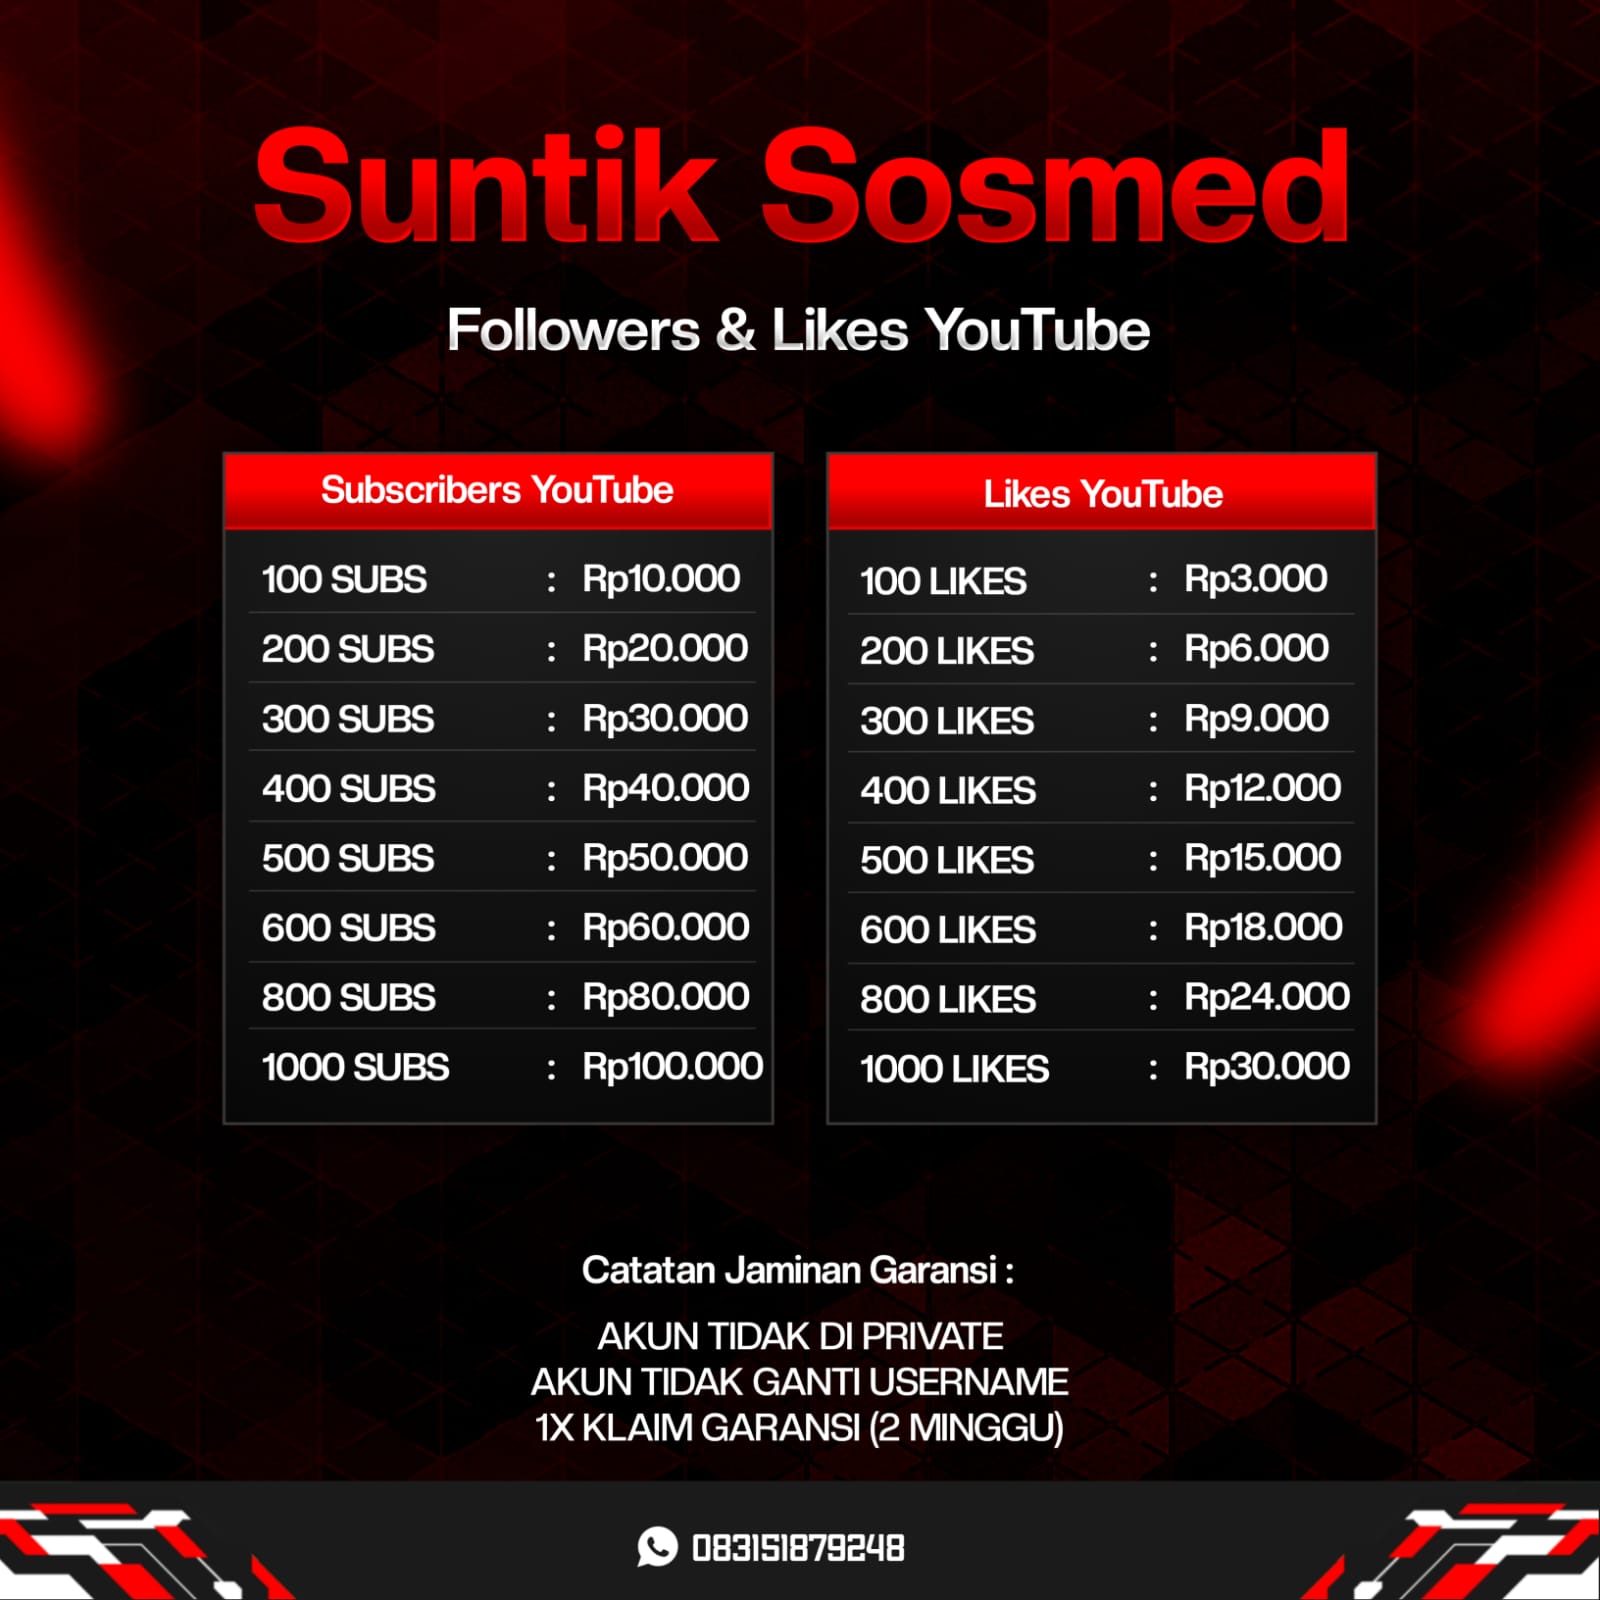 Suntik Sosmed
Followers & Likes YouTube
Subscribers YouTube
100 SUBS : Rp10.000
200 SUBS : Rp20.000
300 SUBS : Rp30.000
400 SUBS : Rp40.000
500 SUBS : Rp50.000
600 SUBS : Rp60.000
800 SUBS : Rp80.000
1000 SUBS : Rp100.000
Likes YouTube
100 LIKES : Rp3.000
200 LIKES : Rp6.000
300 LIKES : Rp9.000
400 LIKES : Rp12.000
500 LIKES : Rp15.000
600 LIKES : Rp18.000
800 LIKES : Rp24.000
1000 LIKES : Rp30.000
Catatan Jaminan Garansi :
AKUN TIDAK DI PRIVATE
AKUN TIDAK GANTI USERNAME
1X KLAIM GARANSI (2 MINGGU)
083151879248